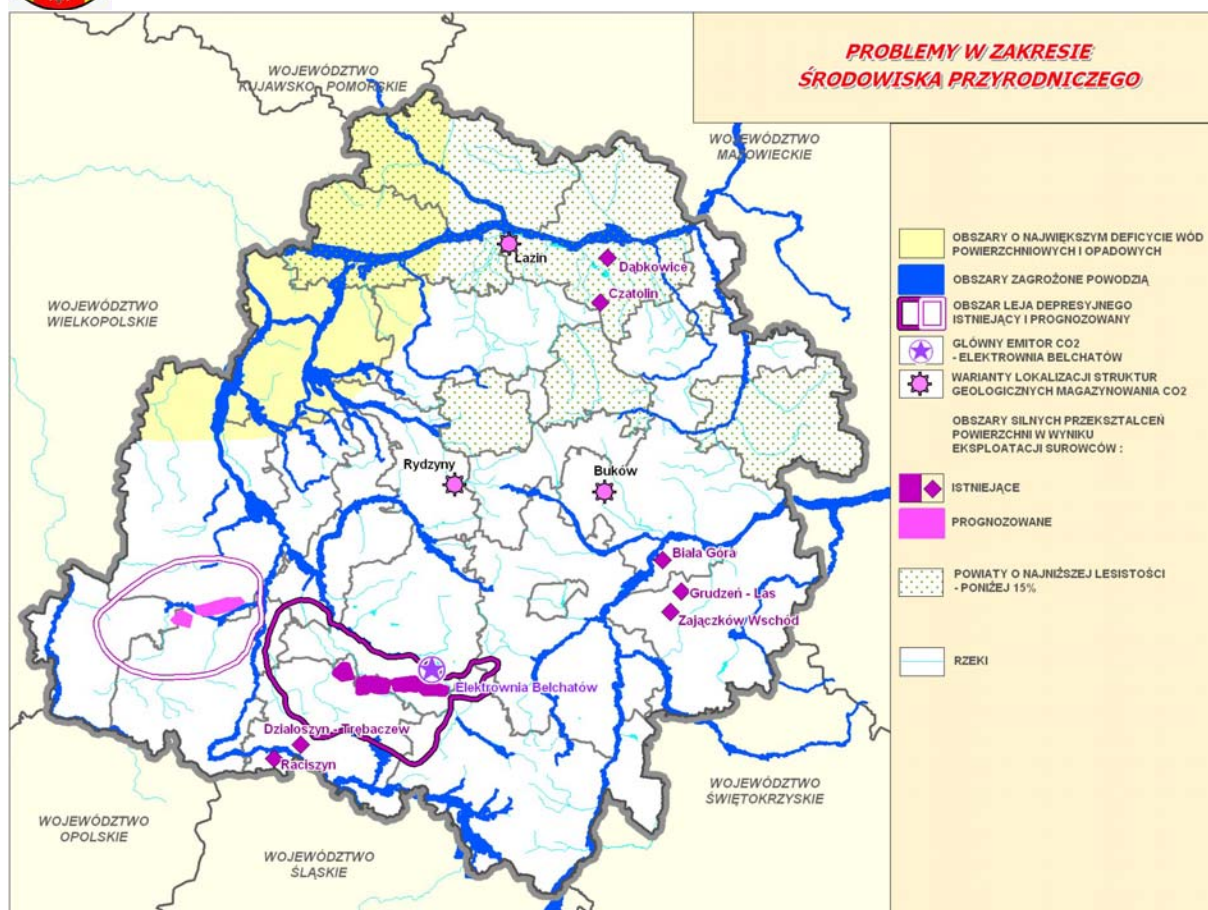 PROBLEMY W ZAKRESIE
ŚRODOWISKA PRZYRODNICZEGO
WOJEWÓDZTWO
KUJAWSKO - POMORSKIE
WOJEWÓDZTWO
MAZOWIECKIE
WOJEWÓDZTWO
WIELKOPOLSKIE
Łazin
Dąbkowice
Czatolin
Rydzyny
Buków
Biała Góra
Grudzeń - Las
Zajączków Wschód
Elektrownia Belchatów
Działoszyn - Trębaczew
Raciszyn
WOJEWÓDZTWO
ŚWIĘTOKRZYSKIE
WOJEWÓDZTWO
OPOLSKIE
WOJEWÓDZTWO
ŚLĄSKIE
OBSZARY O NAJWIĘKSZYM DEFICYCIE WÓD
POWIERZCHNIOWYCH I OPADOWYCH
OBSZARY ZAGROŻONE POWODZIĄ
OBSZAR LEJA DEPRESYJNEGO
ISTNIEJĄCY I PROGNOZOWANY
GŁÓWNY EMITOR CO2
- ELEKTROWNIA BELCHATÓW
WARIANTY LOKALIZACJI STRUKTUR
GEOLOGICZNYCH MAGAZYNOWANIA CO2
OBSZARY SILNYCH PRZEKSZTAŁCEŃ
POWIERZCHNI W WYNIKU
EKSPLOATACJI SUROWCÓW :
ISTNIEJĄCE
PROGNOZOWANE
POWIATY O NAJNIŻSZEJ LESISTOŚCI
- PONIŻEJ 15%
RZEKI